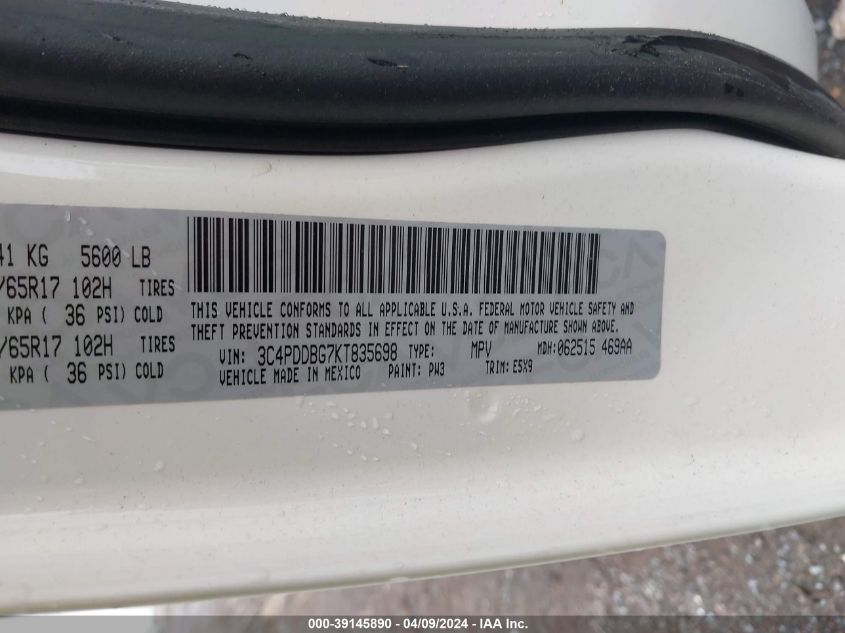 41 KG 5600 LB
/65R17 102H TIRES
KPA ( 36 PSI) COLD
/65R17 102H TIRES
KPA ( 36 PSI) COLD
THIS VEHICLE CONFORMS TO ALL APPLICABLE U.S.A. FEDERAL MOTOR VEHICLE SAFETY AND
THEFT PREVENTION STANDARDS IN EFFECT ON THE DATE OF MANUFACTURE SHOWN ABOVE.
VIN: 3C4PDDBG7KT835698 TYPE: MPV MDH:062515 469AA
VEHICLE MADE IN MEXICO PAINT: PW3 TRIM: E5X9
000-39145890 | 04/09/2024 - IAA Inc.